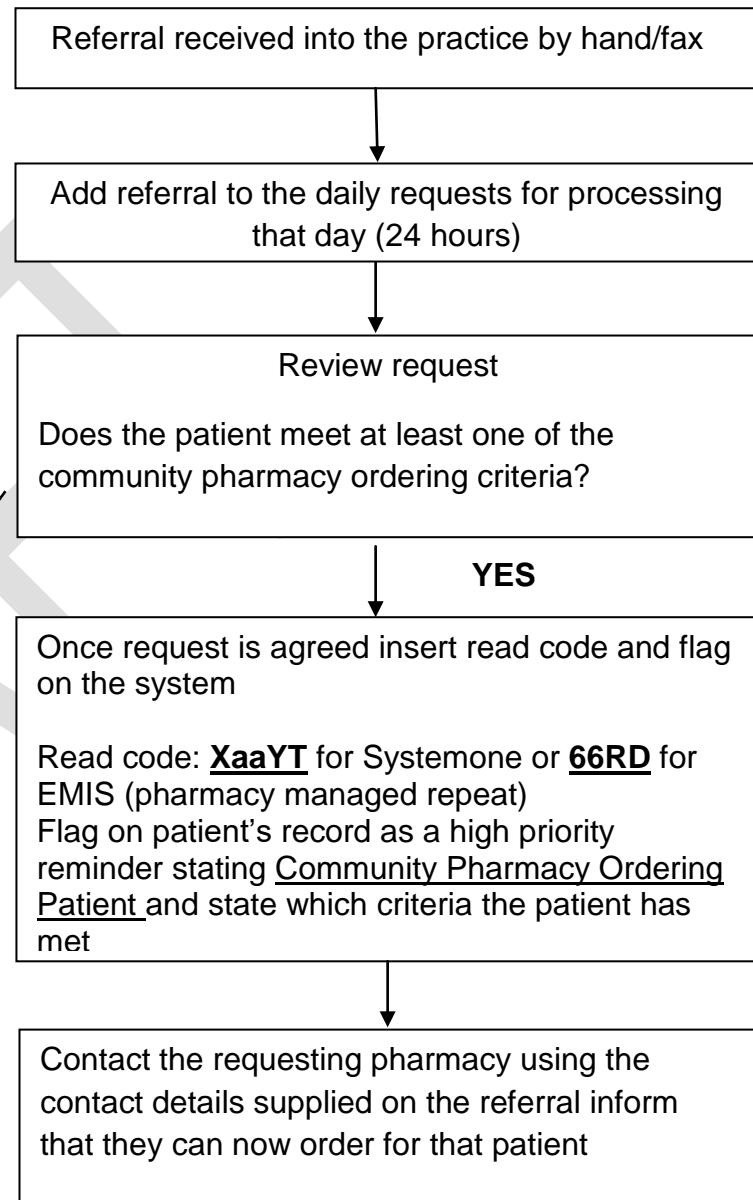 Referral received into the practice by hand/fax
Add referral to the daily requests for processing
that day (24 hours)
Review request
Does the patient meet at least one of the
community pharmacy ordering criteria?
YES
Once request is agreed insert read code and flag
on the system
Read code: XaaYT for Systemone or 66RD for
EMIS (pharmacy managed repeat)
Flag on patient's record as a high priority
reminder stating Community Pharmacy Ordering
Patient and state which criteria the patient has
met
Contact the requesting pharmacy using the
contact details supplied on the referral inform
that they can now order for that patient